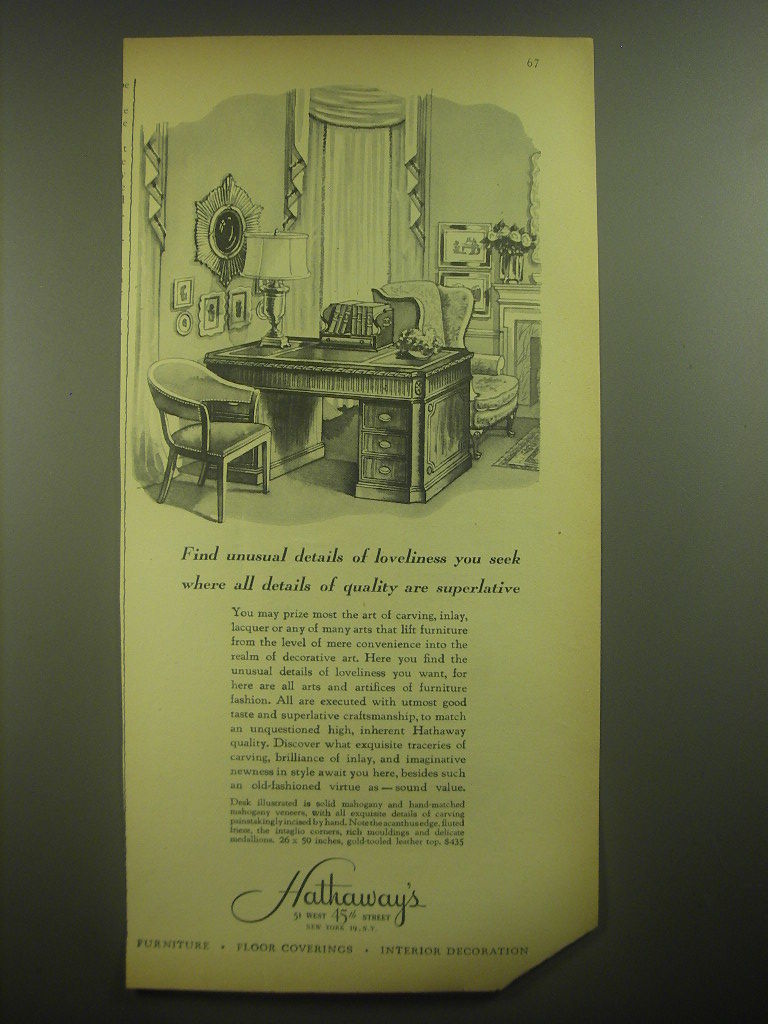 67
Find unusual details of loveliness you seek
where all details of quality are superlative
You may prize most the art of carving, inlay,
lacquer or any of many arts that lift furniture
from the level of mere convenience into the
realm of decorative art. Here you find the
unusual details of loveliness you want, for
here are all arts and artifices of furniture
fashion. All are executed with utmost good
taste and superlative craftsmanship, to match
an unquestioned high, inherent Hathaway
quality. Discover what exquisite traceries of
carving, brilliance of inlay, and imaginative
newness in style await you here, besides such
an old-fashioned virtue as — sound value.
Desk illustrated is solid mahogany and hand-matched
mahogany veneers, with all exquisite details of carving
painstakingly incised by hand. Note the acanthus edge, fluted
frieze, the intaglio corners, rich mouldings and delicate
medallions. 26 x 50 inches, gold-tooled leather top. $435
Hathaway's
51 WEST 45th STREET
NEW YORK 19, N.Y.
FURNITURE • FLOOR COVERINGS • INTERIOR DECORATION